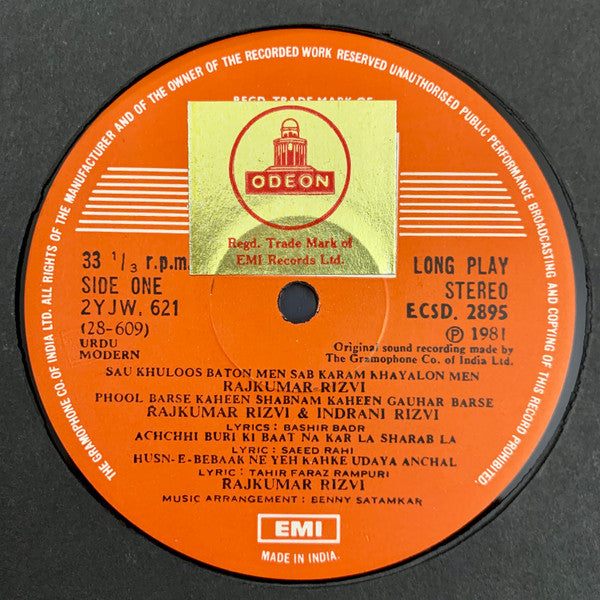 THE GRAMOPHONE CO. OF INDIA LTD. ALL RIGHTS OF THE MANUFACTURER AND OF THE OWNER OF THE RECORDED WORK RESERVED UNAUTHORISED PUBLIC PERFORMANCE BROADCASTING AND COPYING OF THIS RECORD PROHIBITED.
REGD. TRADE MARK OF
ODEON
Regd. Trade Mark of
EMI Records Ltd.
33 1/3 r.p.m
SIDE ONE
2YJW. 621
(28-609)
URDU
MODERN
LONG PLAY
STEREO
ECSD. 2895
Ⓟ 1981
Original sound recording made by
The Gramophone Co. of India Ltd.
SAU KHULOOS BATON MEN SAB KARAM KHAYALON MEN
RAJKUMAR RIZVI
PHOOL BARSE KAHEEN SHABNAM KAHEEN GAUHAR BARSE
RAJKUMAR RIZVI & INDRANI RIZVI
LYRICS: BASHIR BADR
ACHCHHI BURI KI BAAT NA KAR LA SHARAB LA
LYRIC: SAEED RAHI
HUSN-E-BEBAAK NE YEH KAHKE UDAYA ANCHAL
LYRIC: TAHIR FARAZ RAMPURI
RAJKUMAR RIZVI
MUSIC ARRANGEMENT: BENNY SATAMKAR
EMI
MADE IN INDIA.